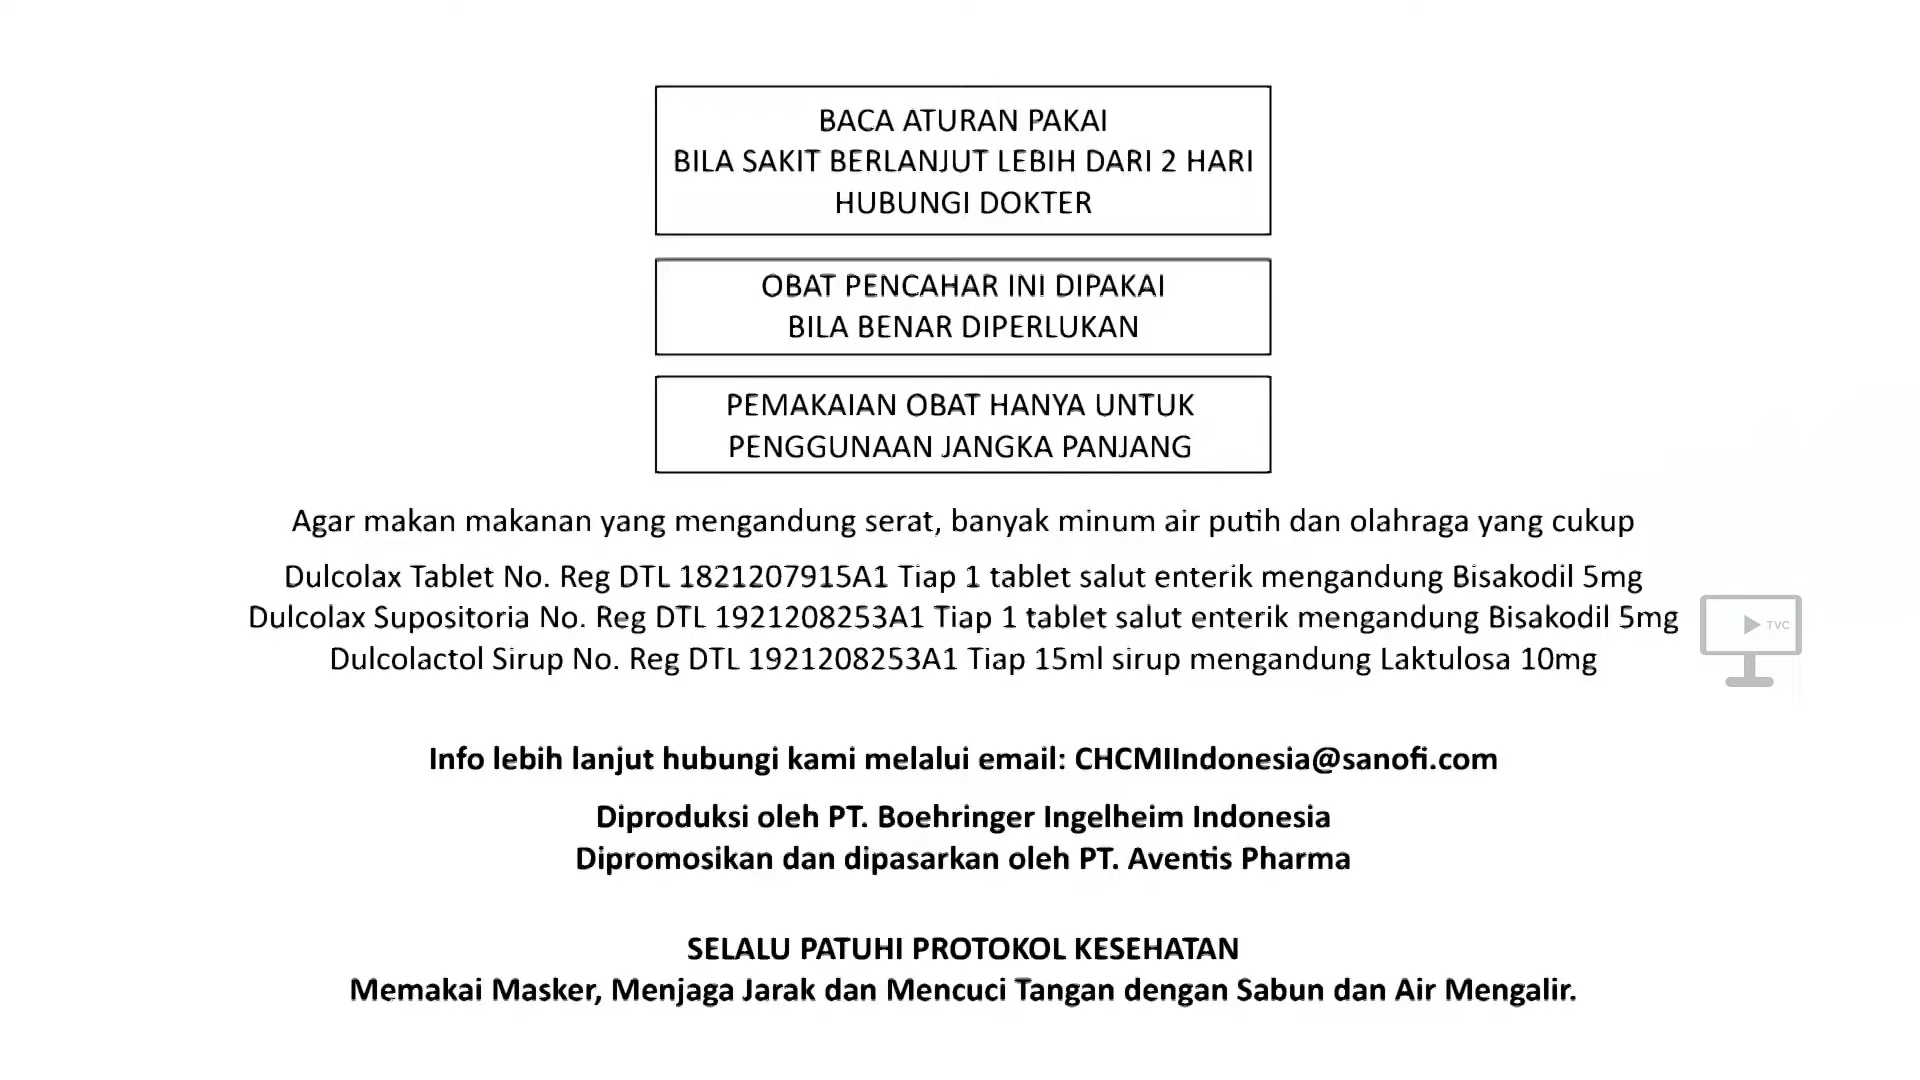 BACA ATURAN PAKAI
BILA SAKIT BERLANJUT LEBIH DARI 2 HARI
HUBUNGI DOKTER
OBAT PENCAHAR INI DIPAKAI
BILA BENAR DIPERLUKAN
PEMAKAIAN OBAT HANYA UNTUK
PENGGUNAAN JANGKA PANJANG
Agar makan makanan yang mengandung serat, banyak minum air putih dan olahraga yang cukup
Dulcolax Tablet No. Reg DTL 1821207915A1 Tiap 1 tablet salut enterik mengandung Bisakodil 5mg
Dulcolax Supositoria No. Reg DTL 1921208253A1 Tiap 1 tablet salut enterik mengandung Bisakodil 5mg
Dulcolactol Sirup No. Reg DTL 1921208253A1 Tiap 15ml sirup mengandung Laktulosa 10mg
TVC
Info lebih lanjut hubungi kami melalui email: CHCMIIndonesia@sanofi.com
Diproduksi oleh PT. Boehringer Ingelheim Indonesia
Dipromosikan dan dipasarkan oleh PT. Aventis Pharma
SELALU PATUHI PROTOKOL KESEHATAN
Memakai Masker, Menjaga Jarak dan Mencuci Tangan dengan Sabun dan Air Mengalir.